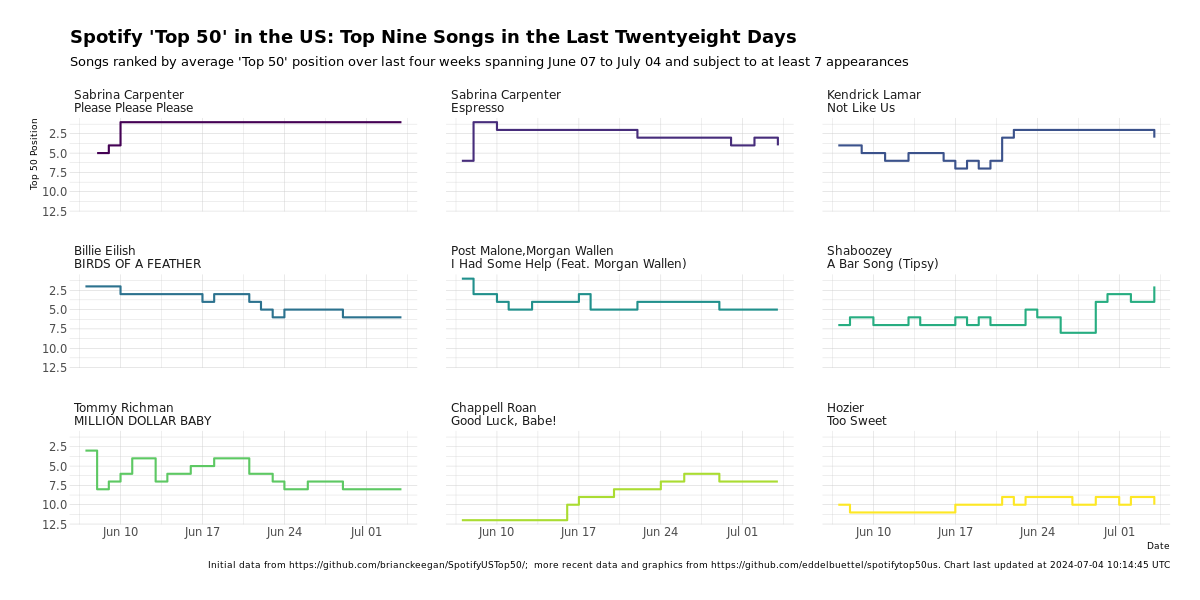 Spotify 'Top 50' in the US: Top Nine Songs in the Last Twentyeight Days
Songs ranked by average 'Top 50' position over last four weeks spanning June 07 to July 04 and subject to at least 7 appearances
Sabrina Carpenter
Please Please Please
Sabrina Carpenter
Espresso
Kendrick Lamar
Not Like Us
Top 50 Position
2.5
5.0
7.5
10.0
12.5
Billie Eilish
BIRDS OF A FEATHER
Post Malone,Morgan Wallen
I Had Some Help (Feat. Morgan Wallen)
Shaboozey
A Bar Song (Tipsy)
2.5
5.0
7.5
10.0
12.5
Tommy Richman
MILLION DOLLAR BABY
Chappell Roan
Good Luck, Babe!
Hozier
Too Sweet
2.5
5.0
7.5
10.0
12.5
Jun 10 Jun 17 Jun 24 Jul 01 Jun 10 Jun 17 Jun 24 Jul 01 Jun 10 Jun 17 Jun 24 Jul 01
Date
Initial data from https://github.com/brianckeegan/SpotifyUSTop50/;  more recent data and graphics from https://github.com/eddelbuettel/spotifytop50us. Chart last updated at 2024-07-04 10:14:45 UTC